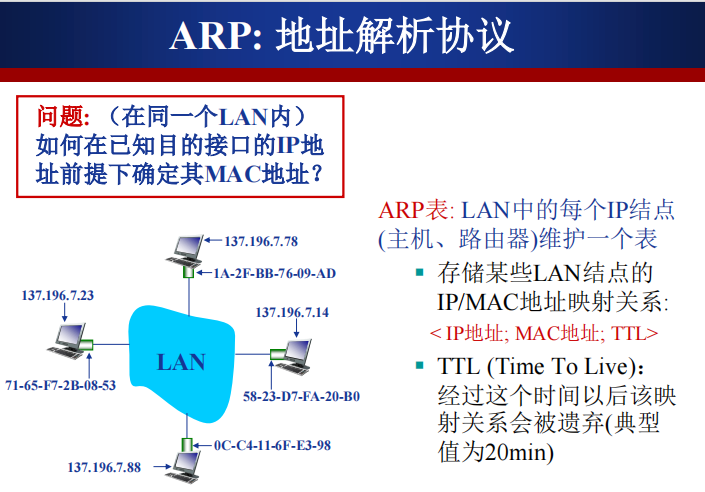 ARP: 地址解析协议
问题: （在同一个LAN内）
如何在已知目的接口的IP地
址前提下确定其MAC地址？
137.196.7.78
1A-2F-BB-76-09-AD
137.196.7.23
137.196.7.14
LAN
71-65-F7-2B-08-53
58-23-D7-FA-20-B0
0C-C4-11-6F-E3-98
137.196.7.88
ARP表: LAN中的每个IP结点
(主机、路由器)维护一个表
▪ 存储某些LAN结点的
IP/MAC地址映射关系:
< IP地址; MAC地址; TTL>
▪ TTL (Time To Live)：
经过这个时间以后该映
射关系会被遗弃(典型
值为20min)